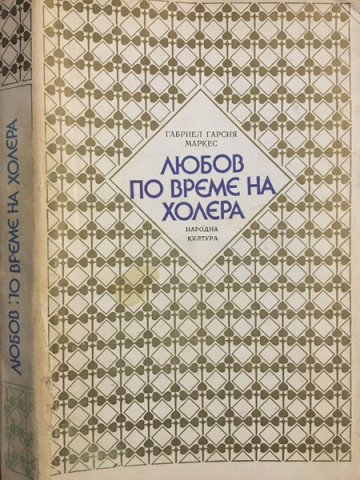 ГАБРИЕЛ ГАРСИЯ
МАРКЕС
ЛЮБОВ
ПО ВРЕМЕ НА
ХОЛЕРА
НАРОДНА
КУЛТУРА
ЛЮБОВ ПО ВРЕМЕ НА ХОЛЕРА